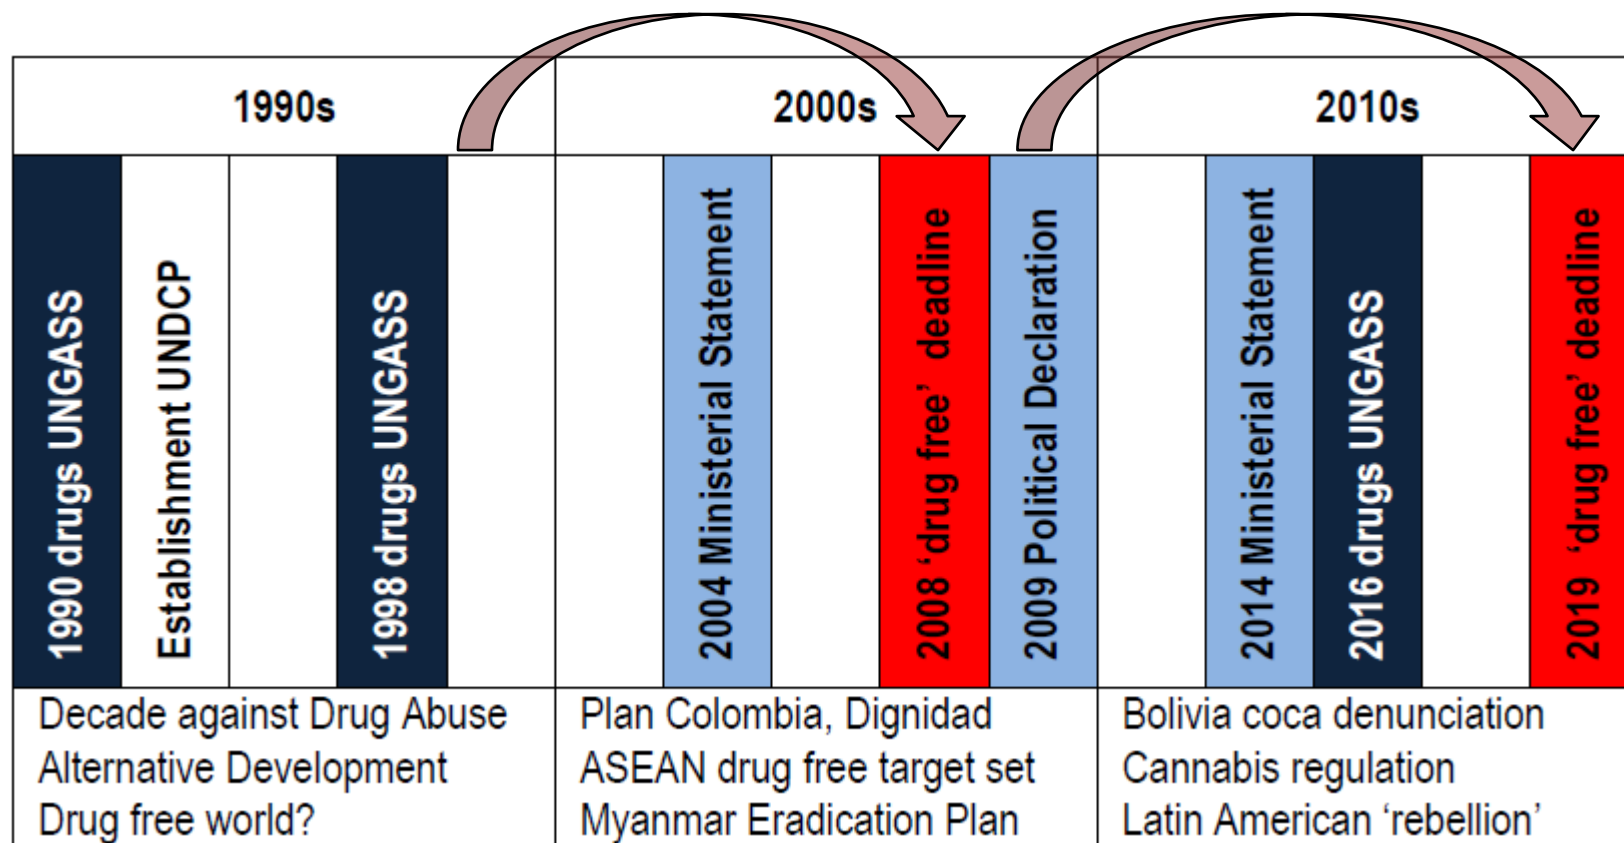 1990s
2000s
2010s
1990 drugs UNGASS
Establishment UNDCP
1998 drugs UNGASS
2004 Ministerial Statement
2008 ‘drug free’ deadline
2009 Political Declaration
2014 Ministerial Statement
2016 drugs UNGASS
2019 ‘drug free’ deadline
Decade against Drug Abuse
Alternative Development
Drug free world?
Plan Colombia, Dignidad
ASEAN drug free target set
Myanmar Eradication Plan
Bolivia coca denunciation
Cannabis regulation
Latin American ‘rebellion’